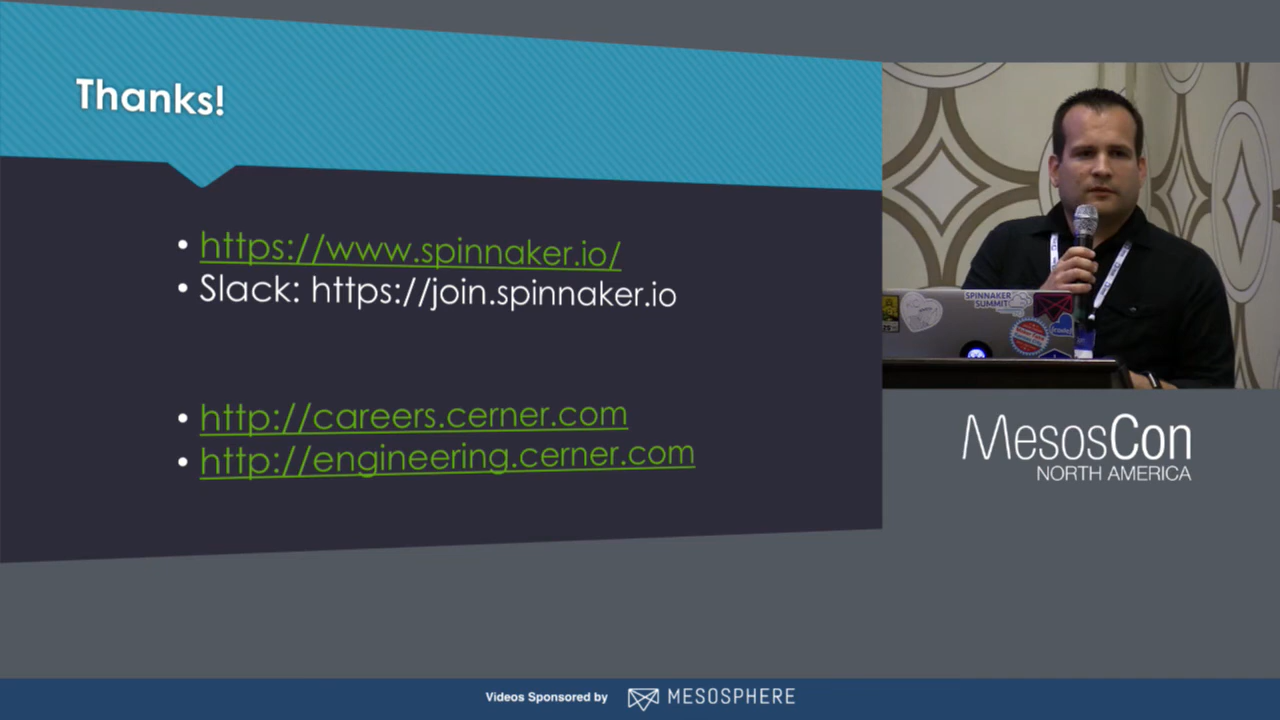 Thanks!
• https://www.spinnaker.io/
• Slack: https://join.spinnaker.io
• http://careers.cerner.com
• http://engineering.cerner.com
SPINNAKER
SUMMIT
MesosCon
NORTH AMERICA
Videos Sponsored by MESOSPHERE